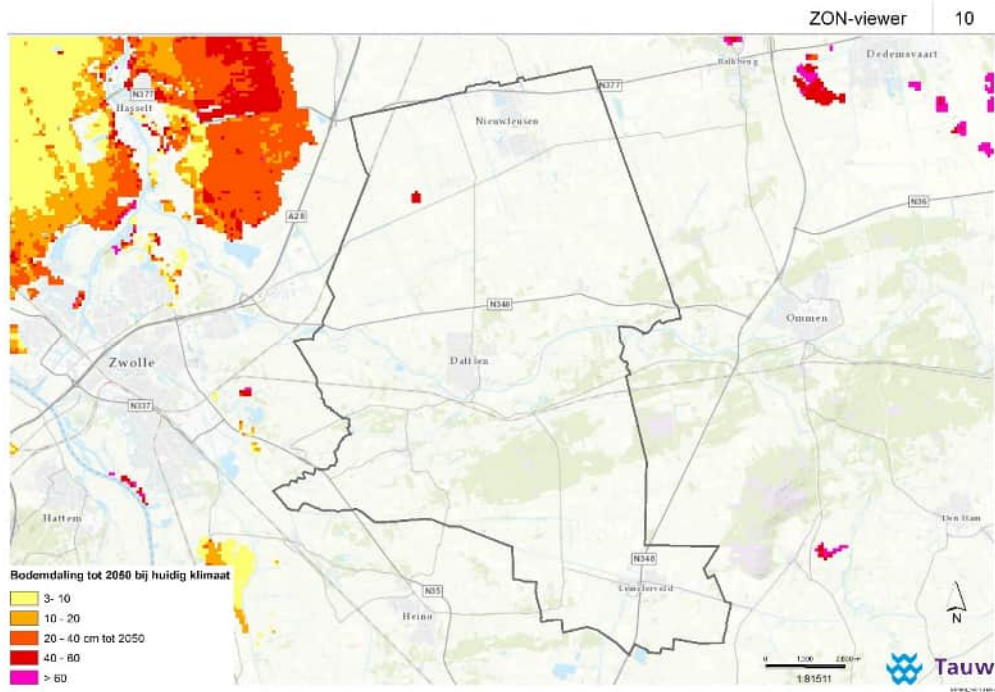 ZON-viewer 10
Dedemsvaart
Balkbrug
N377
N377
Hasselt
Nieuwleusen
N36
A28
N340
Ommen
Zwolle
Dalfsen
N337
Hattem
Den Ham
N348
Lemelerveld
N35
Heino
Bodemdaling tot 2050 bij huidig klimaat
3- 10
10 - 20
20 - 40 cm tot 2050
40 - 60
> 60
N
0
1:81511
Tauw